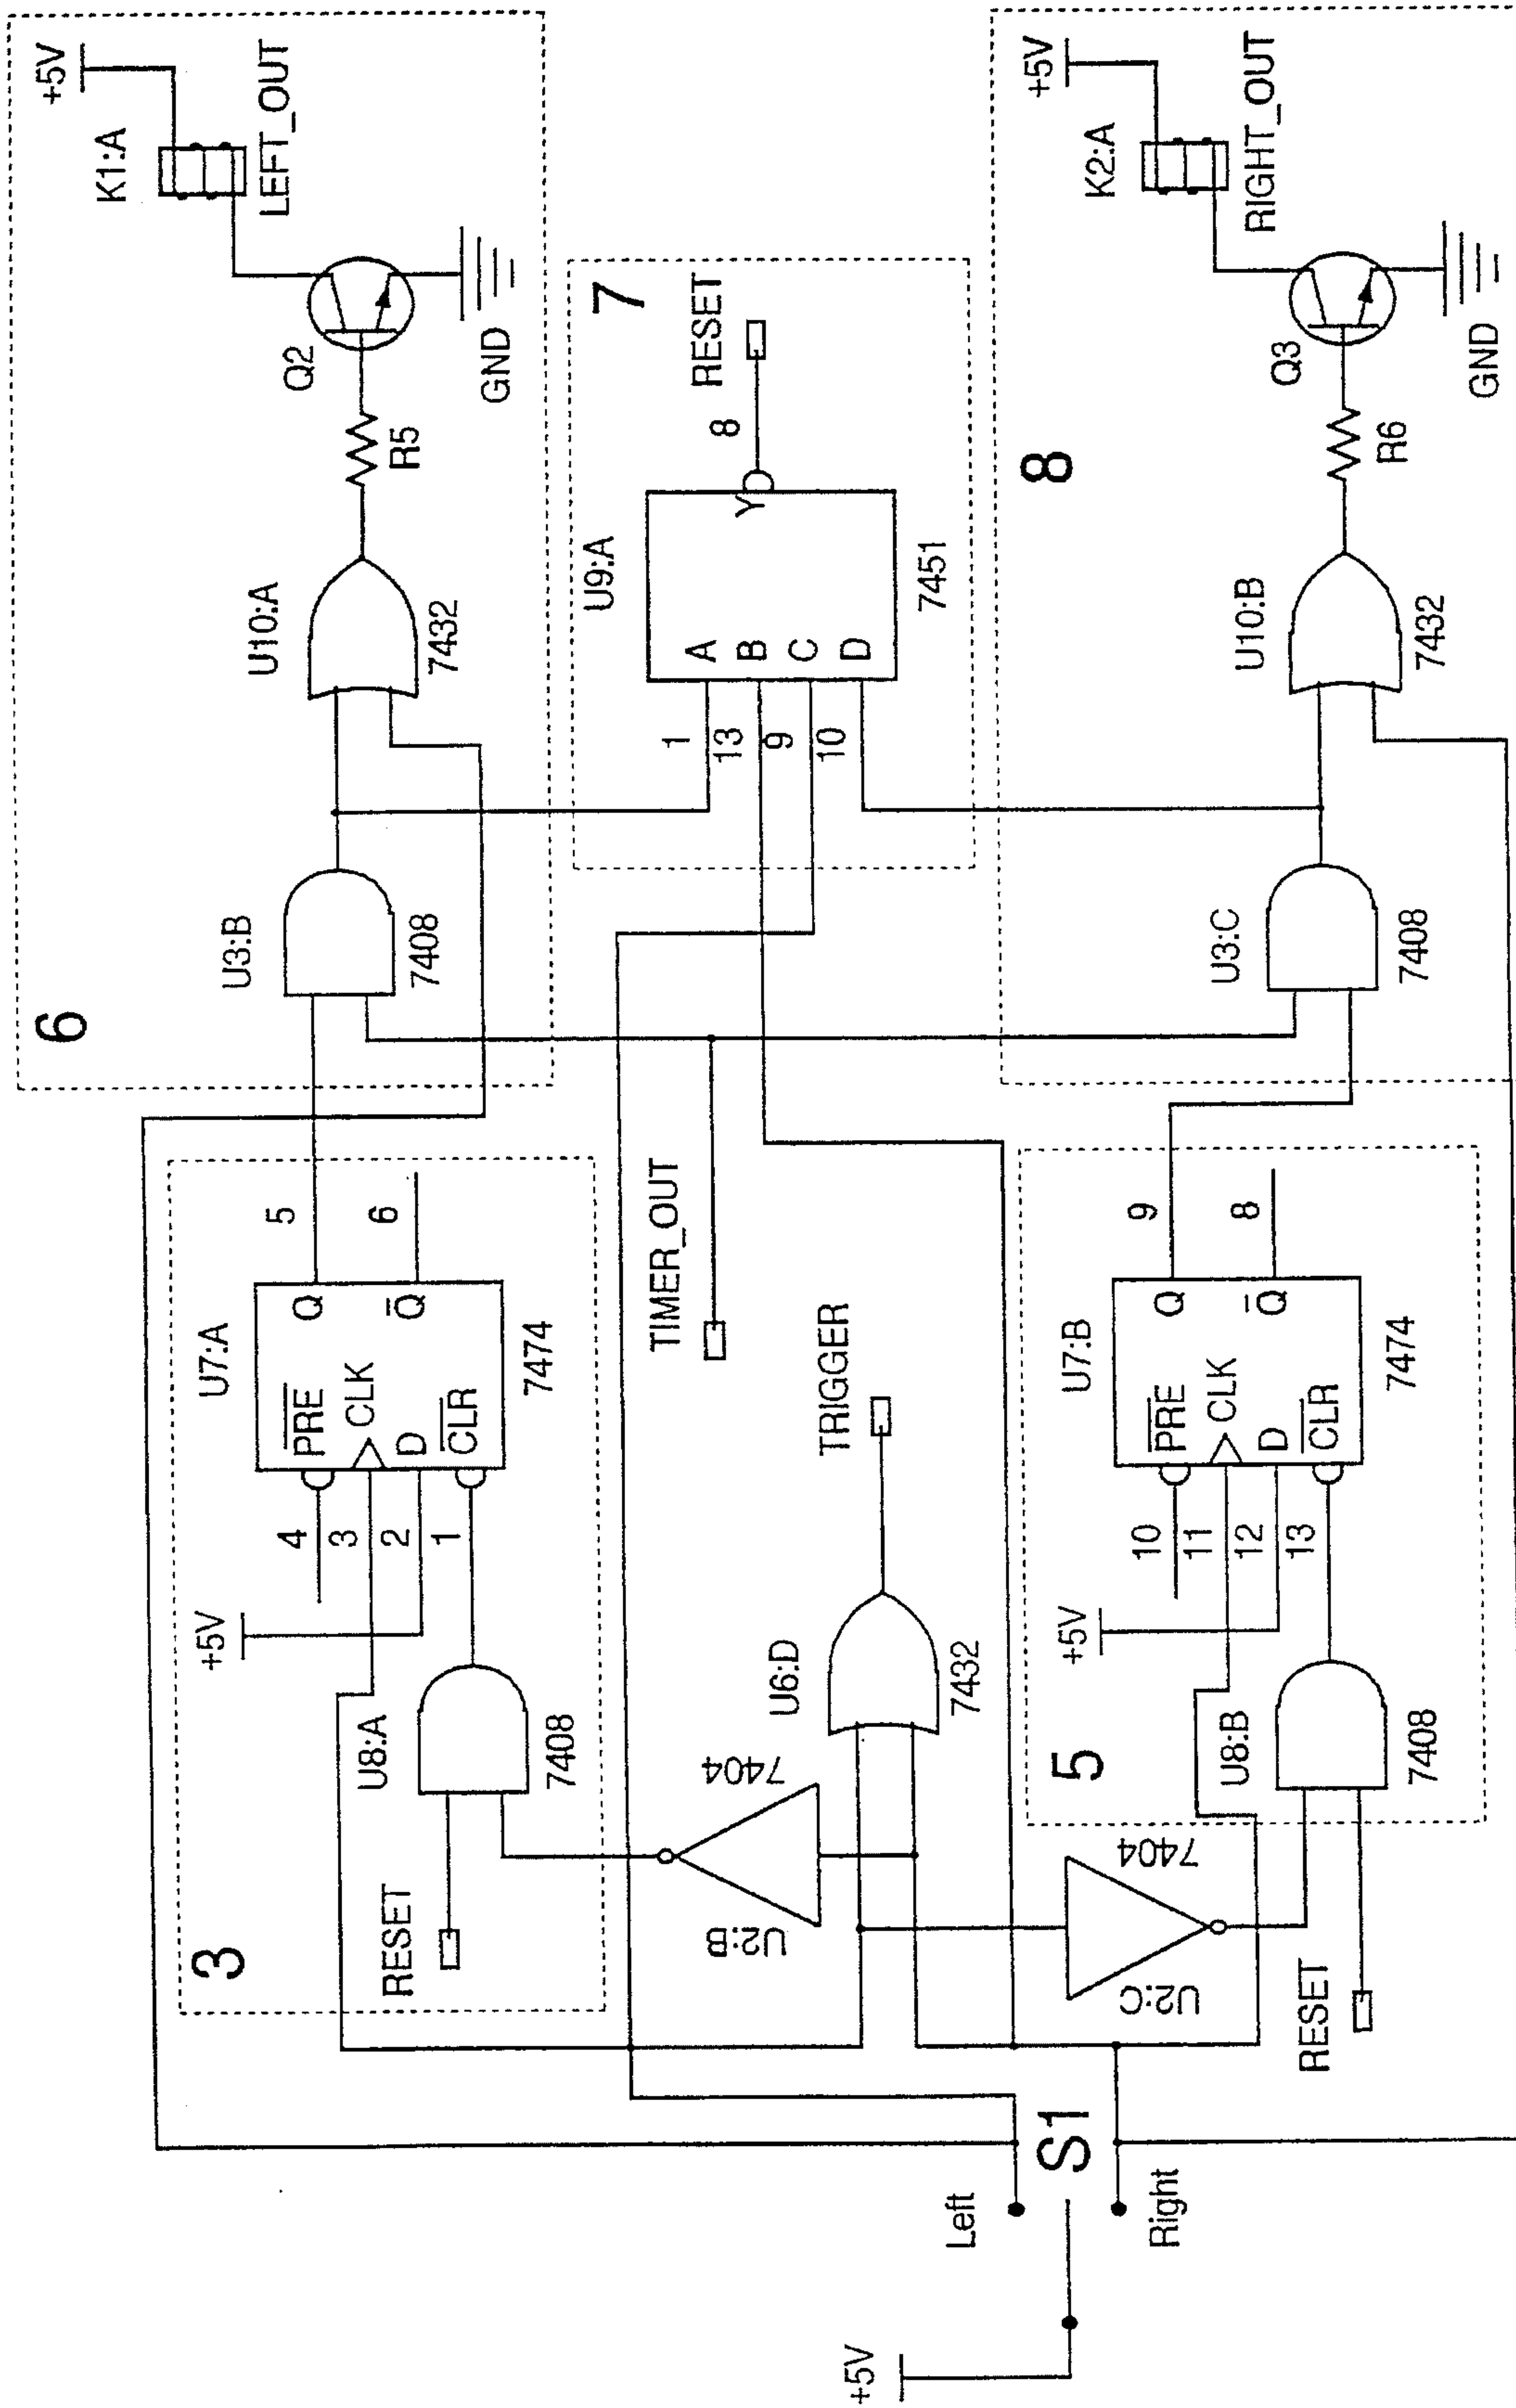 6
+5V
K1:A
LEFT_OUT
Q2
R5
GND
U10:A
7432
U3:B
7408
3
U7:A
PRE
CLK
D
CLR
Q
Q
7474
4
3
2
1
5
6
+5V
U8:A
7408
RESET
7
U9:A
A
B
C
D
Y
7451
1
13
9
10
8
RESET
TIMER_OUT
TRIGGER
U6:D
7432
U2:B
7404
U2:C
7404
5
U7:B
PRE
CLK
D
CLR
Q
Q
7474
10
11
12
13
9
8
+5V
U8:B
7408
RESET
8
+5V
K2:A
RIGHT_OUT
Q3
R6
GND
U10:B
7432
U3:C
7408
Left
S1
Right
+5V